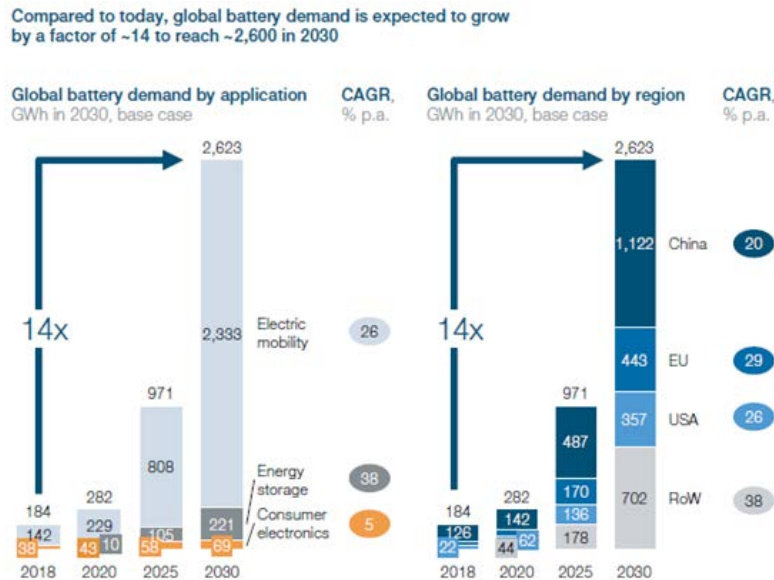 Compared to today, global battery demand is expected to grow
by a factor of ~14 to reach ~2,600 in 2030
Global battery demand by application
GWh in 2030, base case
CAGR,
% p.a.
2,623
14x
2,333
Electric
mobility
26
971
808
Energy
storage
38
184
282
221
142
229
105
Consumer
electronics
5
38
43
10
58
69
2018
2020
2025
2030
Global battery demand by region
GWh in 2030, base case
CAGR,
% p.a.
2,623
1,122
China
20
14x
443
EU
29
971
357
USA
26
487
170
702
RoW
38
184
282
136
126
142
178
22
62
44
2018
2020
2025
2030